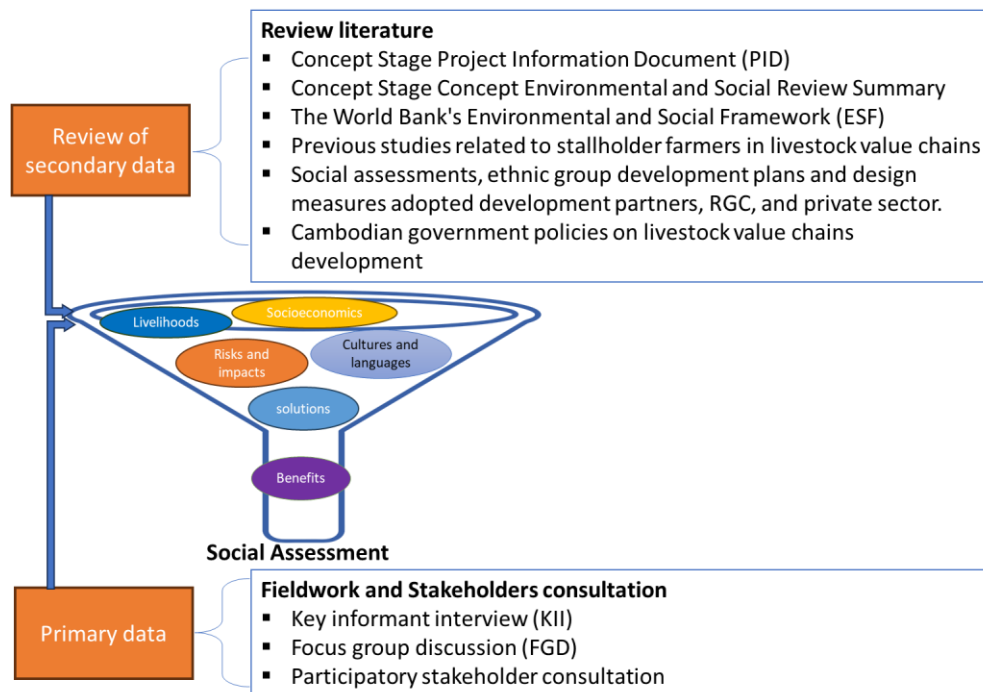 Review literature
▪ Concept Stage Project Information Document (PID)
▪ Concept Stage Concept Environmental and Social Review Summary
▪ The World Bank's Environmental and Social Framework (ESF)
▪ Previous studies related to stallholder farmers in livestock value chains
▪ Social assessments, ethnic group development plans and design
measures adopted development partners, RGC, and private sector.
▪ Cambodian government policies on livestock value chains
development
Review of
secondary data
Socioeconomics
Livelihoods
Cultures and
languages
Risks and
impacts
solutions
Benefits
Social Assessment
Primary data
Fieldwork and Stakeholders consultation
▪ Key informant interview (KII)
▪ Focus group discussion (FGD)
▪ Participatory stakeholder consultation